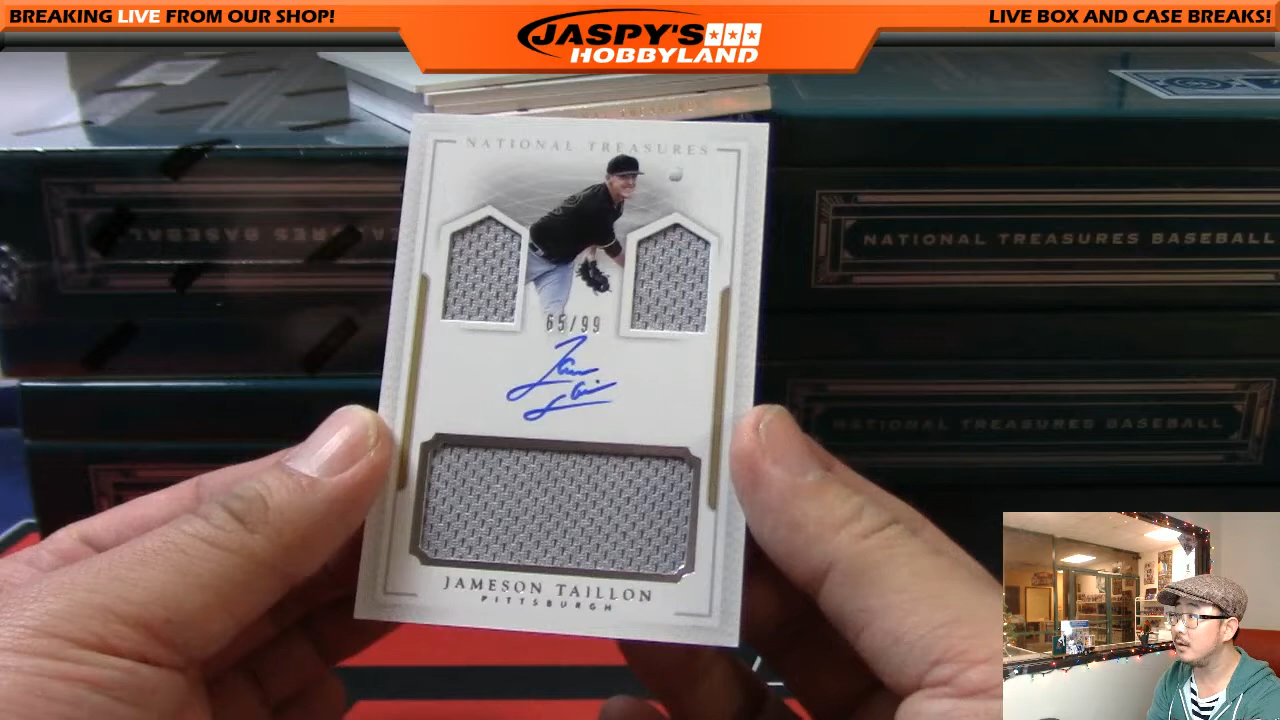 BREAKING LIVE FROM OUR SHOP!
JASPY'S
HOBBYLAND
LIVE BOX AND CASE BREAKS!
NATIONAL TREASURES
65/99
JAMESON TAILLON
PITTSBURGH
NATIONAL TREASURES BASEBALL
NATIONAL TREASURES BASEBALL